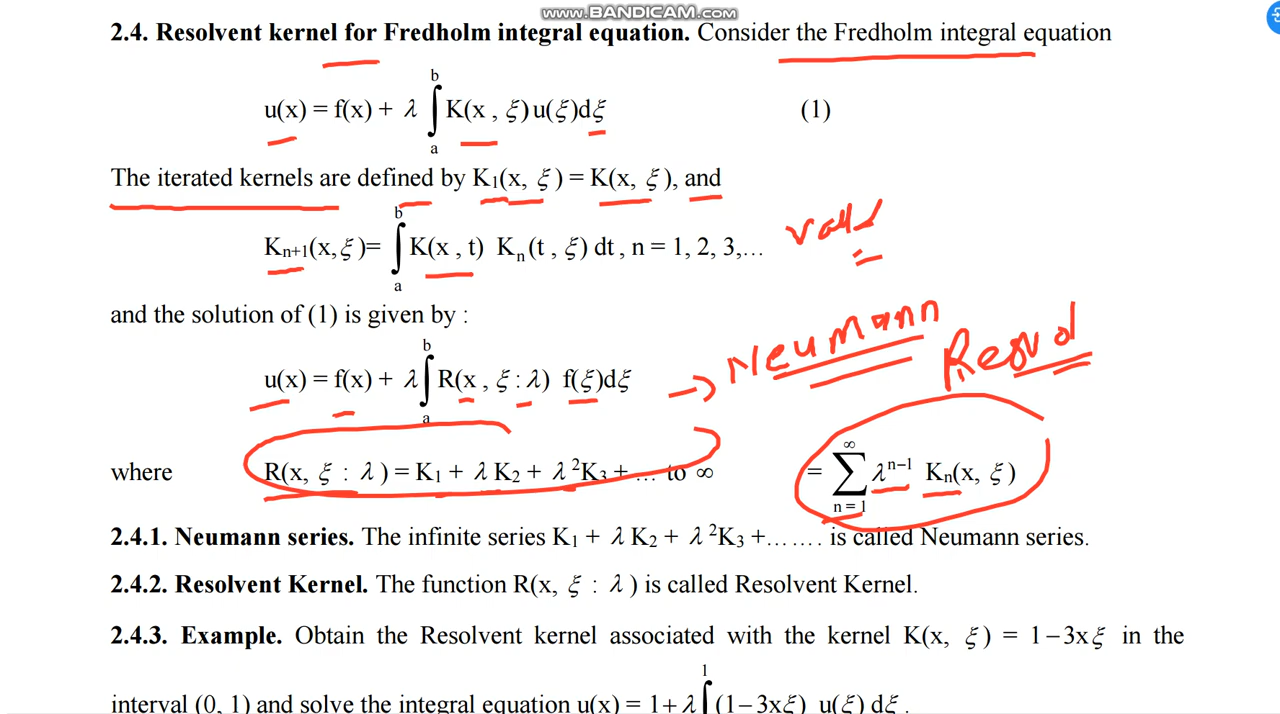 www.BANDICAM.com
2.4. Resolvent kernel for Fredholm integral equation. Consider the Fredholm integral equation
u(x) = f(x) + λ ∫_a^b K(x , ξ) u(ξ)dξ (1)
The iterated kernels are defined by K₁(x, ξ) = K(x, ξ), and
Kₙ₊₁(x,ξ)= ∫_a^b K(x , t) Kₙ(t , ξ) dt , n = 1, 2, 3,…
and the solution of (1) is given by :
u(x) = f(x) + λ ∫_a^b R(x , ξ : λ) f(ξ)dξ → Neumann
where R(x, ξ : λ ) = K₁ + λ K₂ + λ²K₃ +… to ∞ = ∑_{n = 1}^∞ λⁿ⁻¹ Kₙ(x, ξ)
2.4.1. Neumann series. The infinite series K₁ + λ K₂ + λ²K₃ +……. is called Neumann series.
2.4.2. Resolvent Kernel. The function R(x, ξ : λ ) is called Resolvent Kernel.
2.4.3. Example. Obtain the Resolvent kernel associated with the kernel K(x, ξ) = 1−3xξ in the
interval (0, 1) and solve the integral equation u(x) = 1+ λ ∫^1 (1−3xξ) u(ξ) dξ .